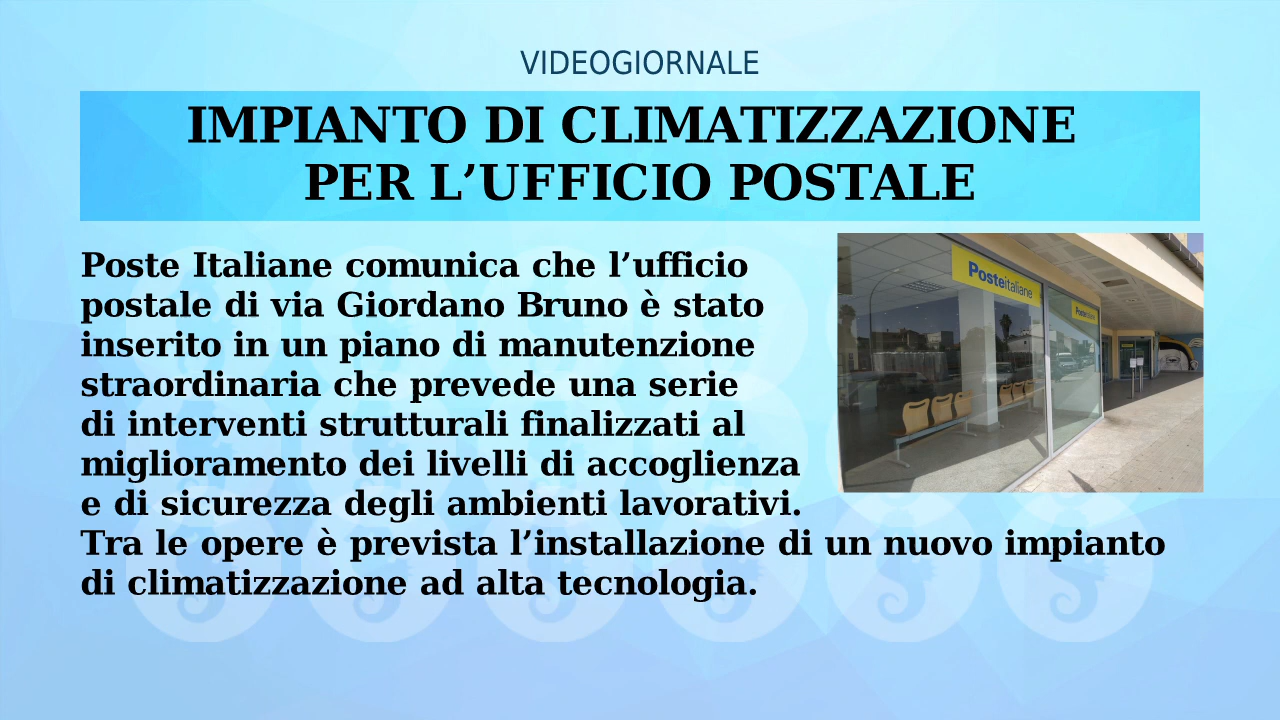 VIDEOGIORNALE
IMPIANTO DI CLIMATIZZAZIONE
PER L’UFFICIO POSTALE
Poste Italiane comunica che l’ufficio
postale di via Giordano Bruno è stato
inserito in un piano di manutenzione
straordinaria che prevede una serie
di interventi strutturali finalizzati al
miglioramento dei livelli di accoglienza
e di sicurezza degli ambienti lavorativi.
Tra le opere è prevista l’installazione di un nuovo impianto
di climatizzazione ad alta tecnologia.
Posteitaliane
Posteitaliane